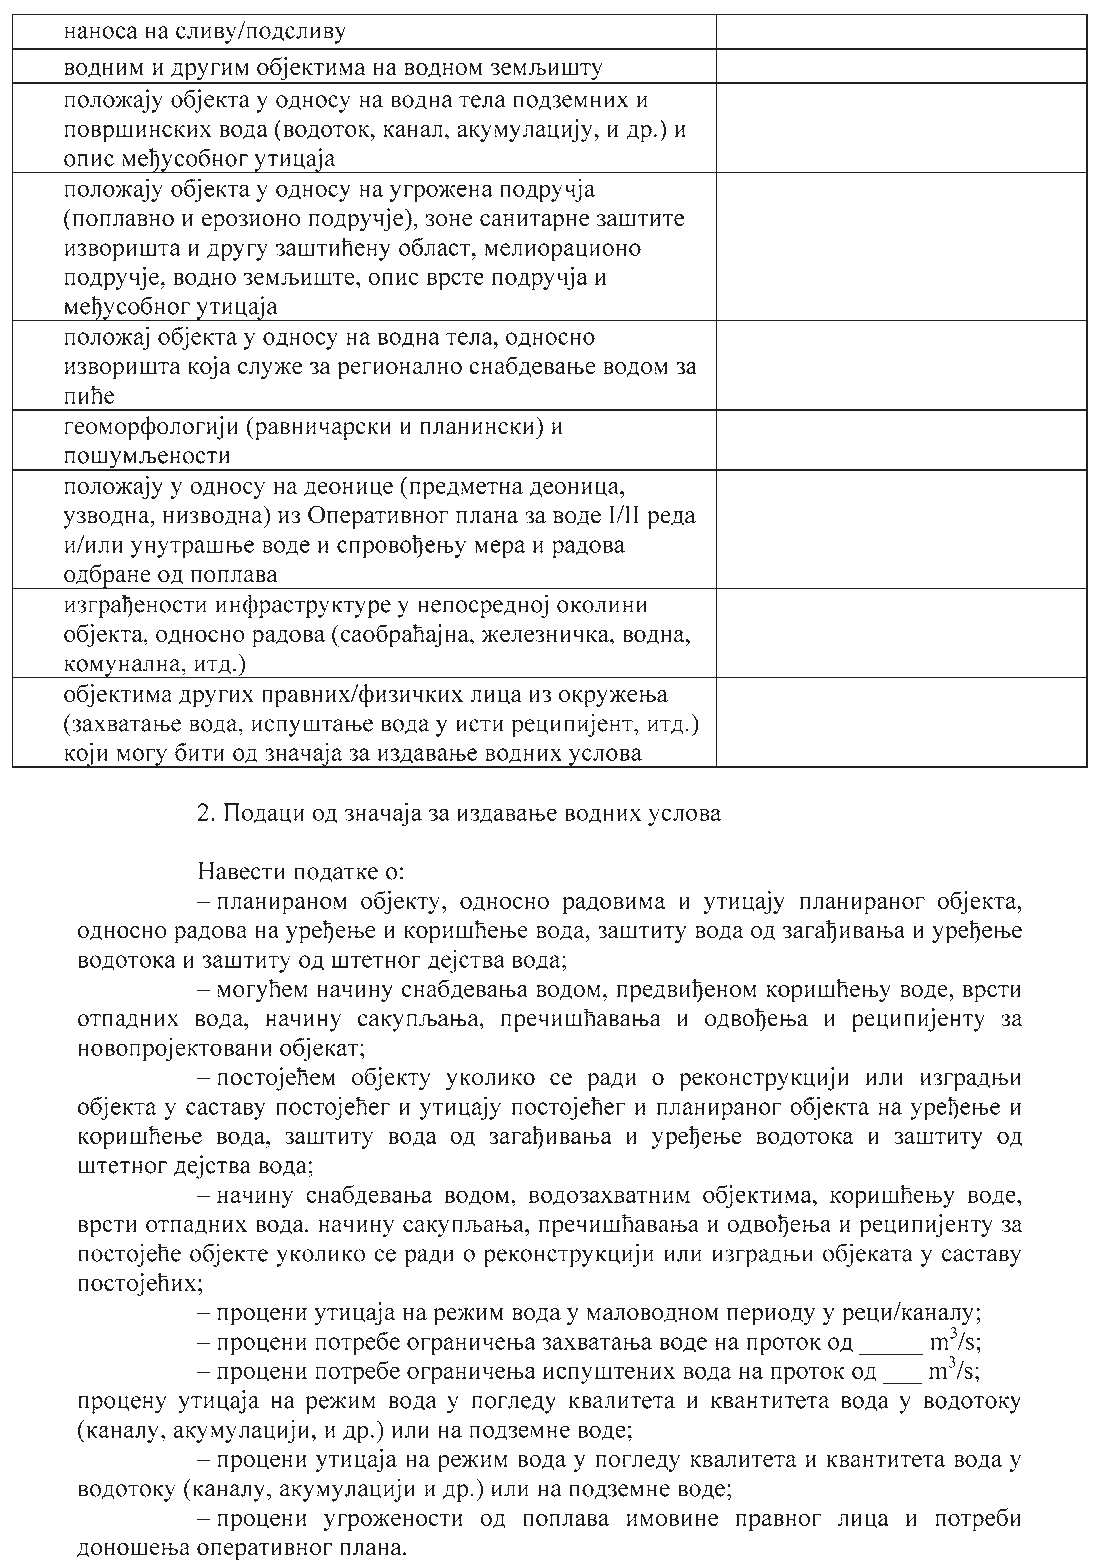 наноса на сливу/подсливу
водним и другим објектима на водном земљишту
положају објекта у односу на водна тела подземних и
површинских вода (водоток, канал, акумулацију, и др.) и
опис међусобног утицаја
положају објекта у односу на угрожена подручја
(поплавно и ерозионо подручје), зоне санитарне заштите
изворишта и другу заштићену област, мелиорационо
подручје, водно земљиште, опис врсте подручја и
међусобног утицаја
положај објекта у односу на водна тела, односно
изворишта која служе за регионално снабдевање водом за
пиће
геоморфологији (равничарски и планински) и
пошумљености
положају у односу на деонице (предметна деоница,
узводна, низводна) из Оперативног плана за воде I/II реда
и/или унутрашње воде и спровођењу мера и радова
одбране од поплава
изграђености инфраструктуре у непосредној околини
објекта, односно радова (саобраћајна, железничка, водна,
комунална, итд.)
објектима других правних/физичких лица из окружења
(захватање вода, испуштање вода у исти реципијент, итд.)
који могу бити од значаја за издавање водних услова
2. Подаци од значаја за издавање водних услова
Навести податке о:
– планираном објекту, односно радовима и утицају планираног објекта,
односно радова на уређење и коришћење вода, заштиту вода од загађивања и уређење
водотока и заштиту од штетног дејства вода;
– могућем начину снабдевања водом, предвиђеном коришћењу воде, врсти
отпадних вода, начину сакупљања, пречишћавања и одвођења и реципијенту за
новопројектовани објекат;
– постојећем објекту уколико се ради о реконструкцији или изградњи
објекта у саставу постојећег и утицају постојећег и планираног објекта на уређење и
коришћење вода, заштиту вода од загађивања и уређење водотока и заштиту од
штетног дејства вода;
– начину снабдевања водом, водозахватним објектима, коришћењу воде,
врсти отпадних вода. начину сакупљања, пречишћавања и одвођења и реципијенту за
постојеће објекте уколико се ради о реконструкцији или изградњи објеката у саставу
постојећих;
– процени утицаја на режим вода у маловодном периоду у реци/каналу;
– процени потребе ограничења захватања воде на проток од _____ m³/s;
– процени потребе ограничења испуштених вода на проток од ___ m³/s;
процену утицаја на режим вода у погледу квалитета и квантитета вода у водотоку
(каналу, акумулацији, и др.) или на подземне воде;
– процени утицаја на режим вода у погледу квалитета и квантитета вода у
водотоку (каналу, акумулацији и др.) или на подземне воде;
– процени угрожености од поплава имовине правног лица и потреби
доношења оперативног плана.